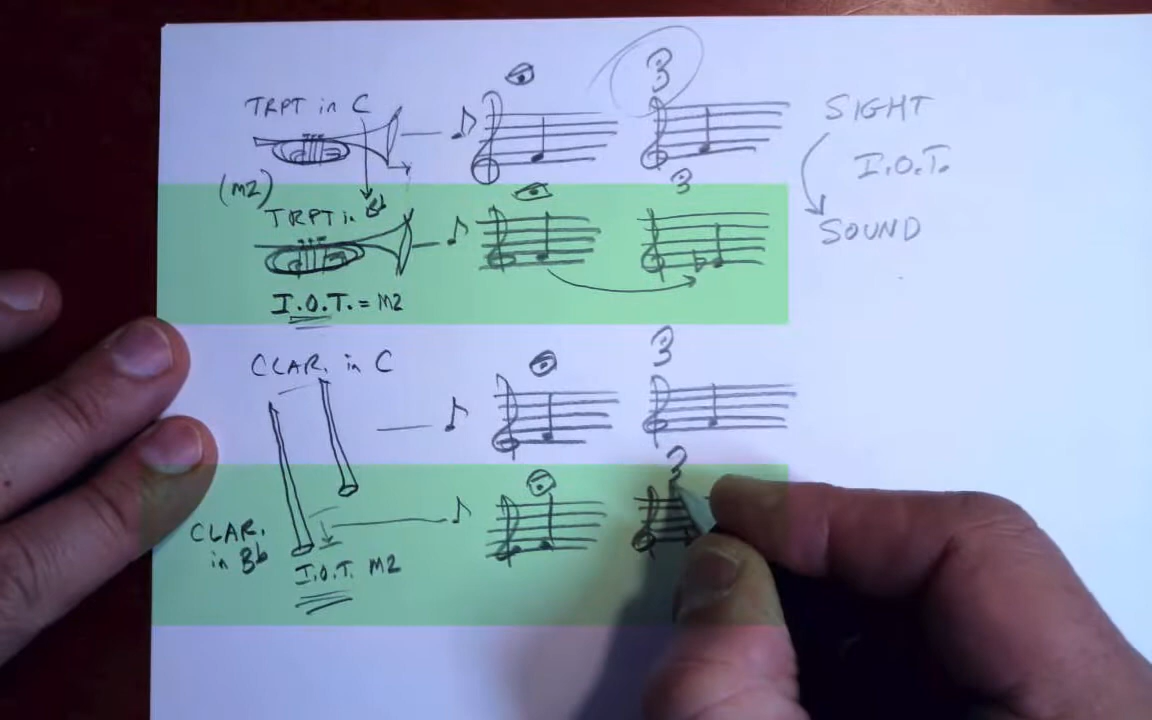 TRPT in C
SIGHT
I.O.T.
SOUND
(m2)
TRPT in Bb
I.O.T. = M2
CLAR. in C
CLAR.
in Bb
I.O.T. M2